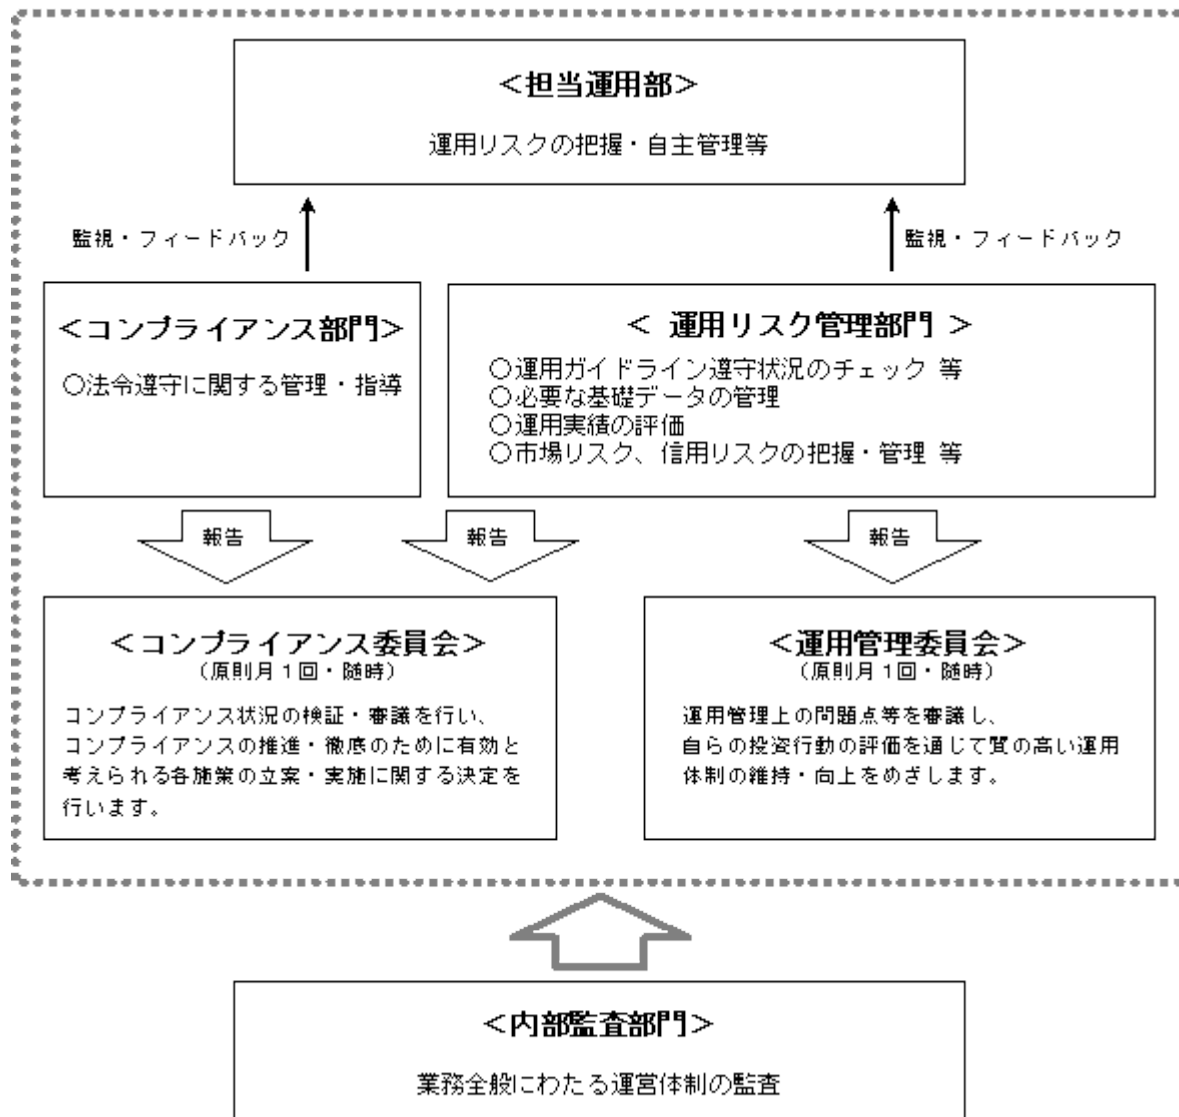 ＜担当運用部＞
運用リスクの把握・自主管理等
監視・フィードバック
監視・フィードバック
＜コンプライアンス部門＞
○法令遵守に関する管理・指導
＜ 運用リスク管理部門 ＞
○運用ガイドライン遵守状況のチェック 等
○必要な基礎データの管理
○運用実績の評価
○市場リスク、信用リスクの把握・管理 等
報告
報告
報告
＜コンプライアンス委員会＞
（原則月１回・随時）
コンプライアンス状況の検証・審議を行い、
コンプライアンスの推進・徹底のために有効と
考えられる各施策の立案・実施に関する決定を
行います。
＜運用管理委員会＞
（原則月１回・随時）
運用管理上の問題点等を審議し、
自らの投資行動の評価を通じて質の高い運用
体制の維持・向上をめざします。
＜内部監査部門＞
業務全般にわたる運営体制の監査